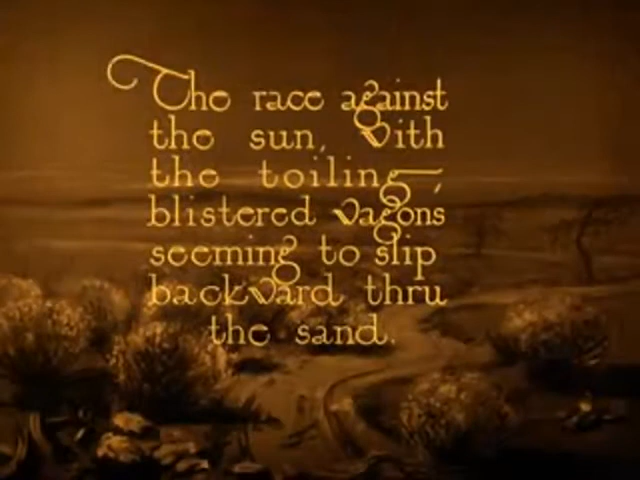 The race against
the sun, with
the toiling,
blistered wagons
seeming to slip
backward thru
the sand.